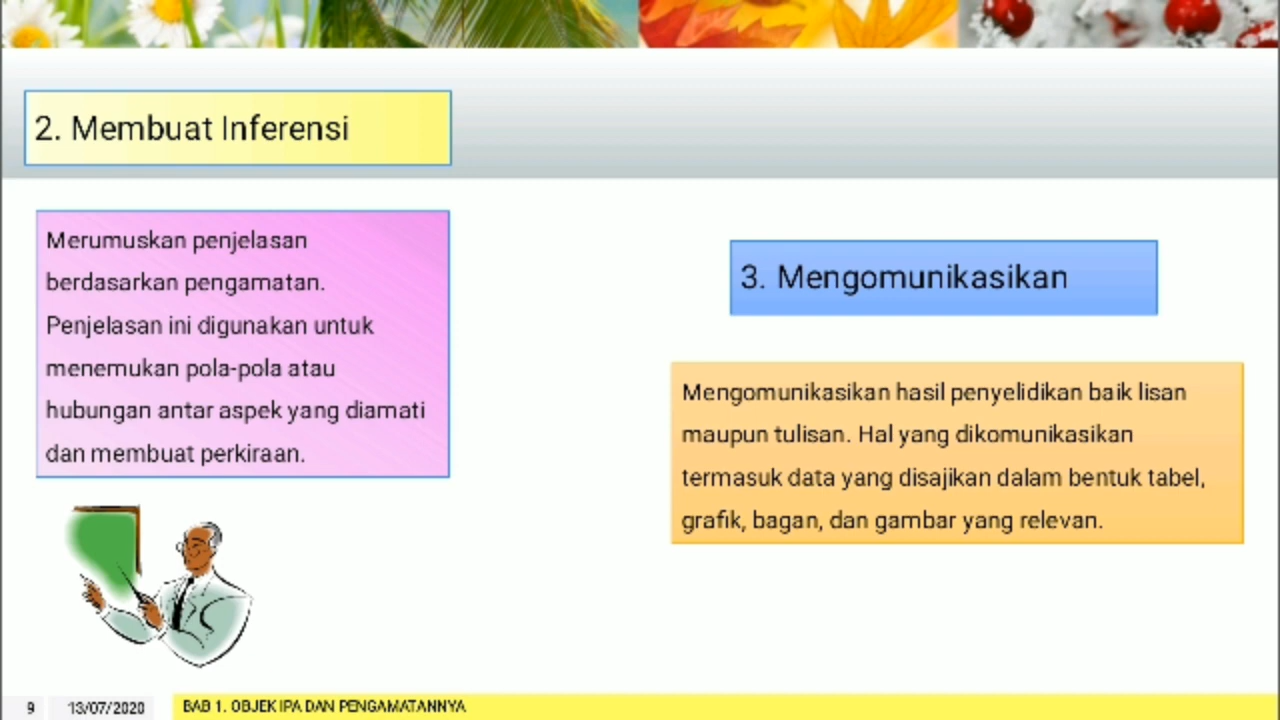 2. Membuat Inferensi
Merumuskan penjelasan
berdasarkan pengamatan.
Penjelasan ini digunakan untuk
menemukan pola-pola atau
hubungan antar aspek yang diamati
dan membuat perkiraan.
3. Mengomunikasikan
Mengomunikasikan hasil penyelidikan baik lisan
maupun tulisan. Hal yang dikomunikasikan
termasuk data yang disajikan dalam bentuk tabel,
grafik, bagan, dan gambar yang relevan.
9 13/07/2020 BAB 1. OBJEK IPA DAN PENGAMATANNYA